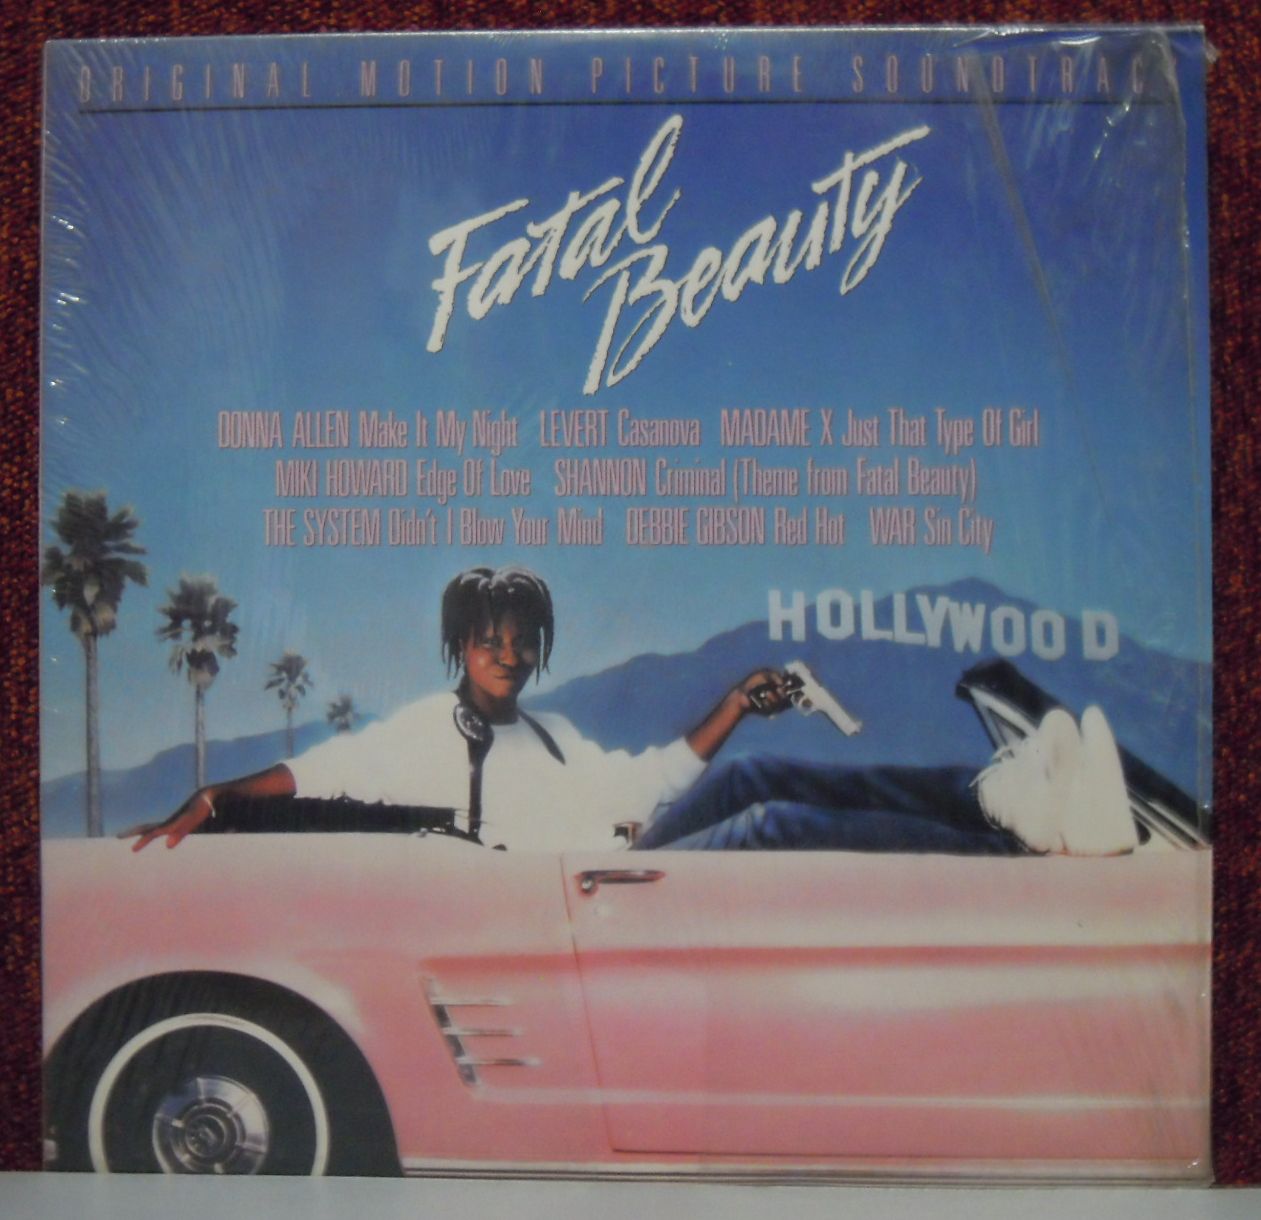 ORIGINAL MOTION PICTURE SOUNDTRAC
Fatal
Beauty
DONNA ALLEN Make It My Night LEVERT Casanova MADAME X Just That Type Of Girl
MIKI HOWARD Edge Of Love SHANNON Criminal (Theme from Fatal Beauty)
THE SYSTEM Didn't I Blow Your Mind DEBBIE GIBSON Red Hot WAR Sin City
HOLLYWOOD